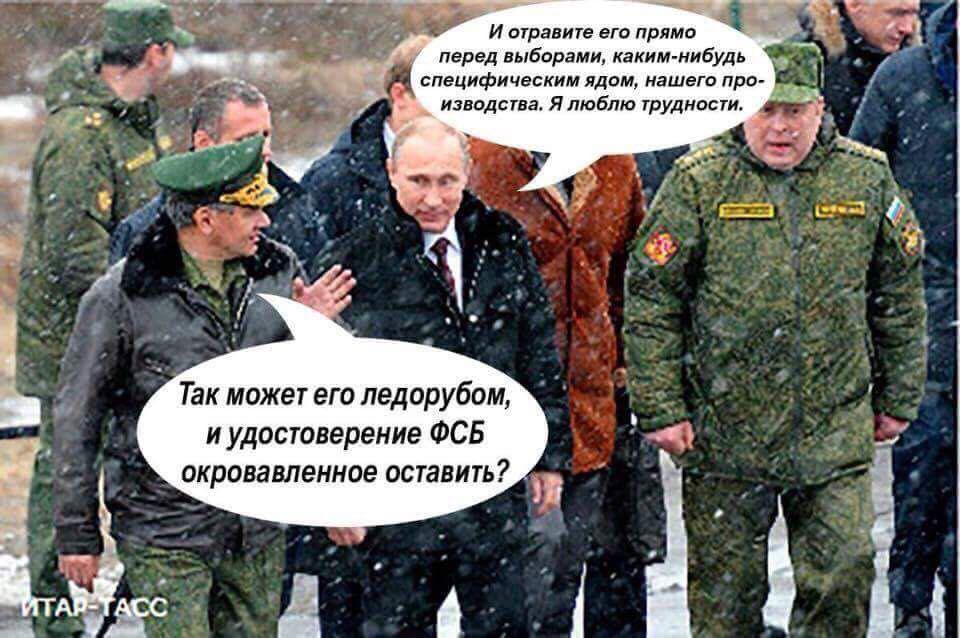 И отравите его прямо
перед выборами, каким-нибудь
специфическим ядом, нашего про-
изводства. Я люблю трудности.
Так может его ледорубом,
и удостоверение ФСБ
окровавленное оставить?
ИТАР-ТАСС